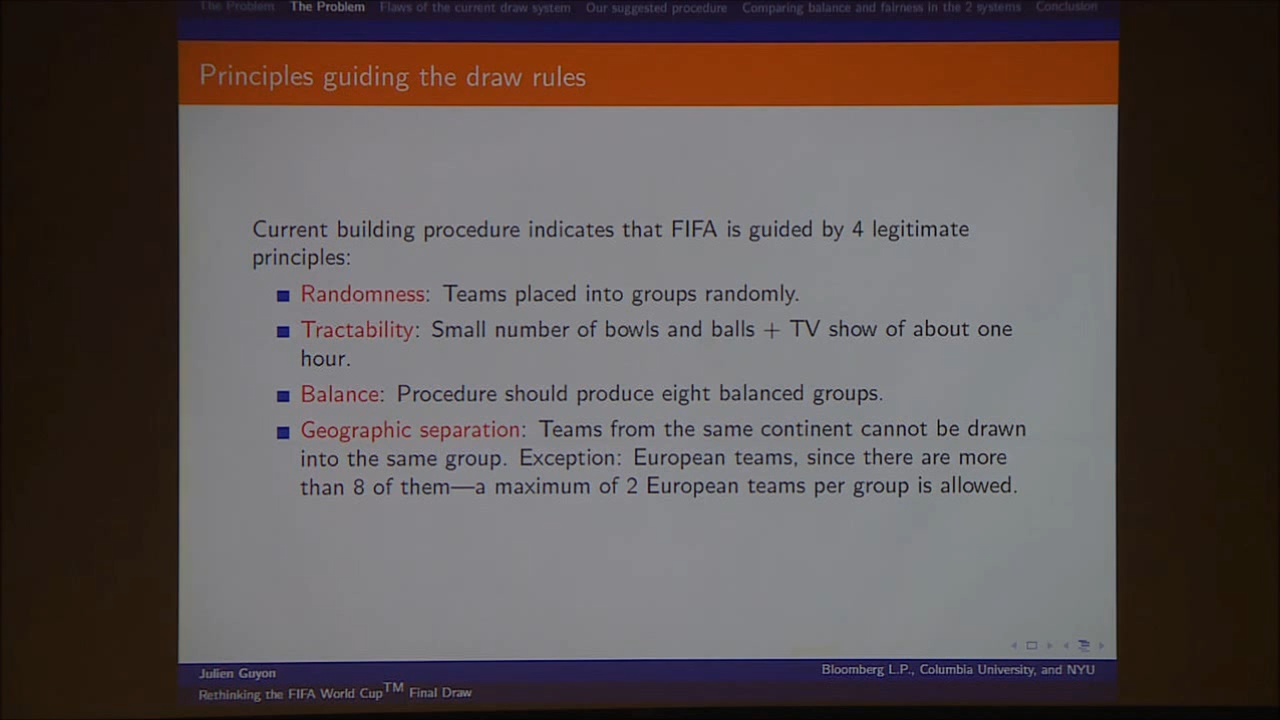 The Problem The Problem Flaws of the current draw system Our suggested procedure Comparing balance and fairness in the 2 systems Conclusion
Principles guiding the draw rules
Current building procedure indicates that FIFA is guided by 4 legitimate
principles:
Randomness: Teams placed into groups randomly.
Tractability: Small number of bowls and balls + TV show of about one
hour.
Balance: Procedure should produce eight balanced groups.
Geographic separation: Teams from the same continent cannot be drawn
into the same group. Exception: European teams, since there are more
than 8 of them—a maximum of 2 European teams per group is allowed.
Julien Guyon
Bloomberg L.P., Columbia University, and NYU
Rethinking the FIFA World Cup™ Final Draw